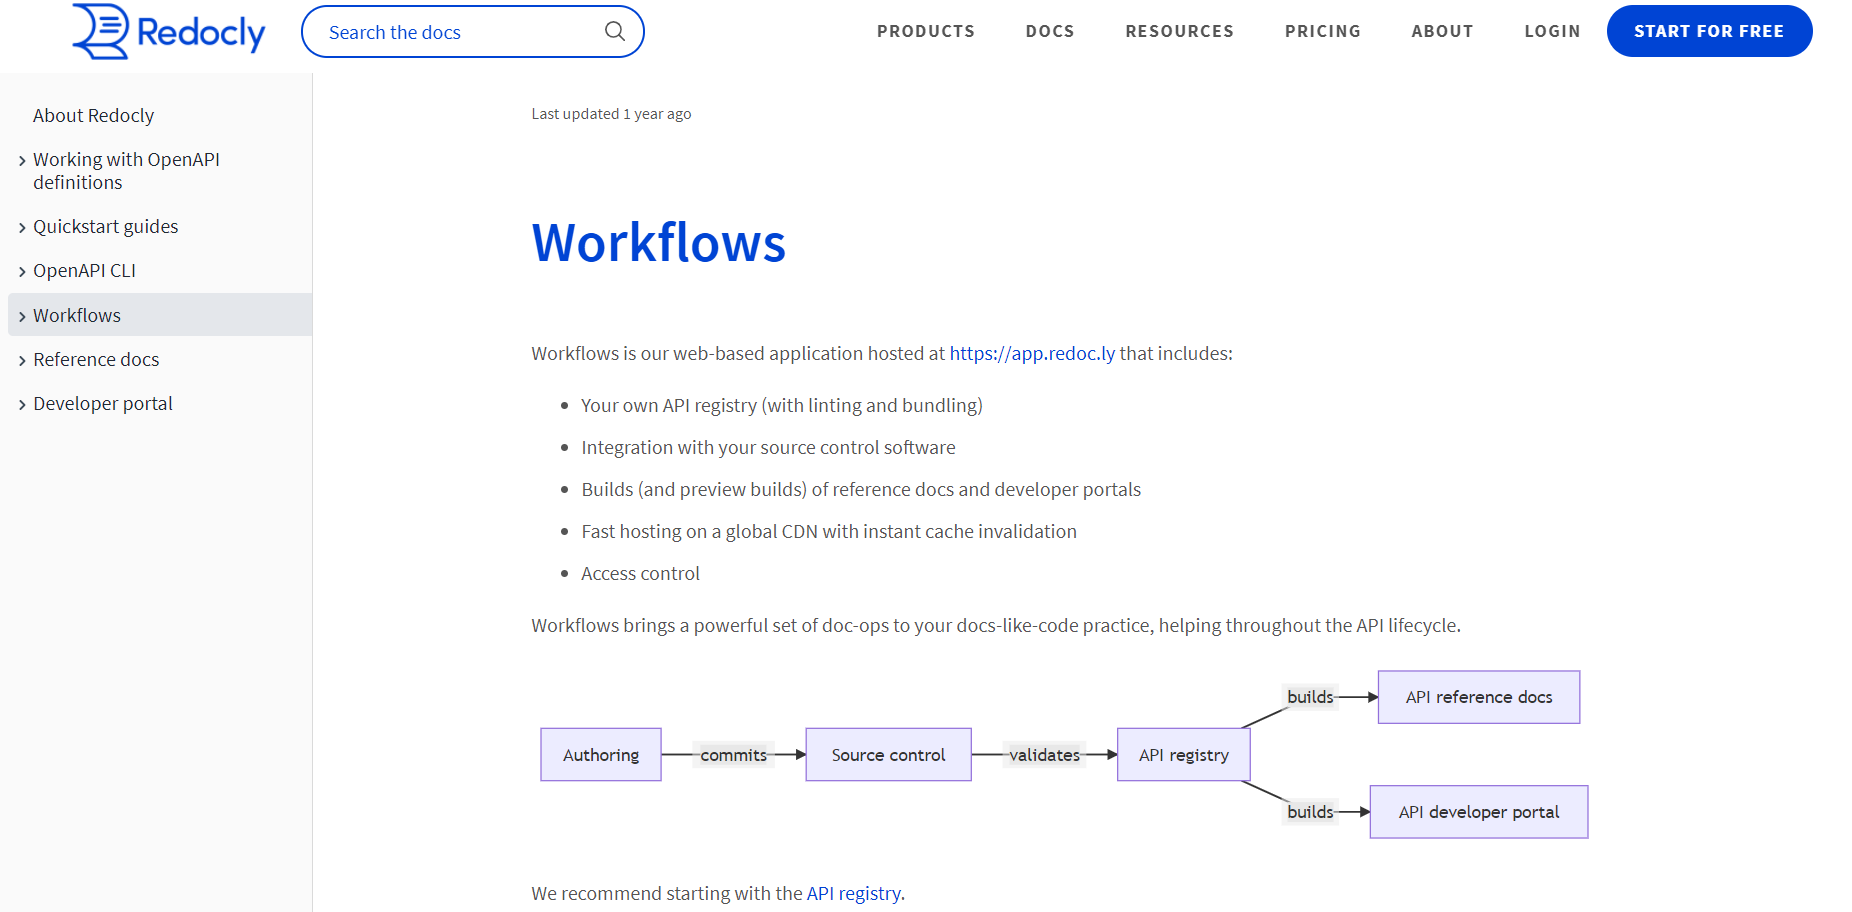 Redocly
Search the docs
PRODUCTS
DOCS
RESOURCES
PRICING
ABOUT
LOGIN
START FOR FREE
About Redocly
Working with OpenAPI
definitions
Quickstart guides
OpenAPI CLI
Workflows
Reference docs
Developer portal
Last updated 1 year ago
Workflows
Workflows is our web-based application hosted at https://app.redoc.ly that includes:
Your own API registry (with linting and bundling)
Integration with your source control software
Builds (and preview builds) of reference docs and developer portals
Fast hosting on a global CDN with instant cache invalidation
Access control
Workflows brings a powerful set of doc-ops to your docs-like-code practice, helping throughout the API lifecycle.
Authoring
commits
Source control
validates
API registry
builds
API reference docs
builds
API developer portal
We recommend starting with the API registry.